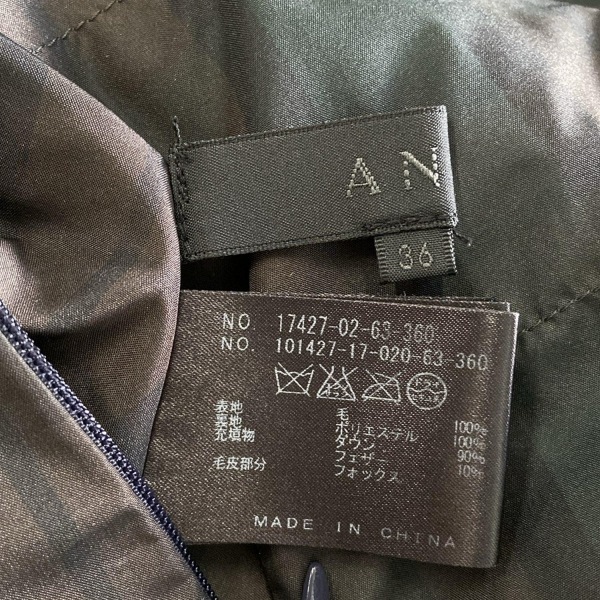 A N
36
NO. 17427-02-63-360
NO. 101427-17-020-63-360
表地 毛 100%
裏地 ポリエステル 100%
充填物 ダウン 90%
フェザー 10%
毛皮部分 フォックス
MADE IN CHINA